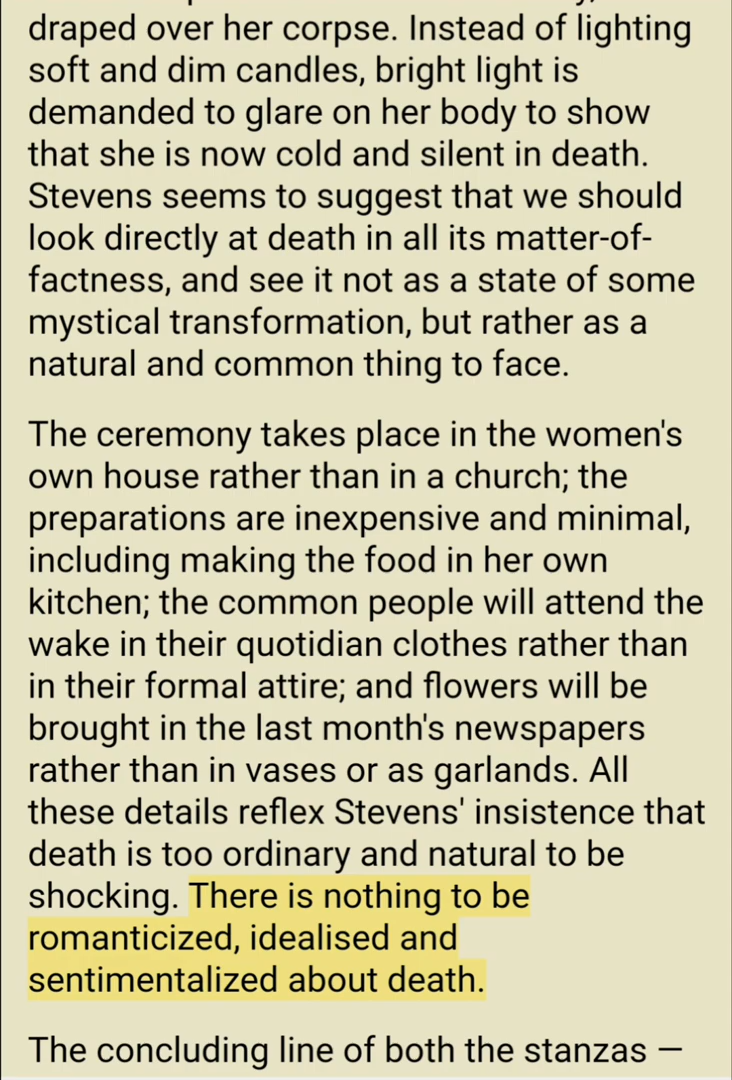 draped over her corpse. Instead of lighting
soft and dim candles, bright light is
demanded to glare on her body to show
that she is now cold and silent in death.
Stevens seems to suggest that we should
look directly at death in all its matter-of-
factness, and see it not as a state of some
mystical transformation, but rather as a
natural and common thing to face.
The ceremony takes place in the women's
own house rather than in a church; the
preparations are inexpensive and minimal,
including making the food in her own
kitchen; the common people will attend the
wake in their quotidian clothes rather than
in their formal attire; and flowers will be
brought in the last month's newspapers
rather than in vases or as garlands. All
these details reflex Stevens' insistence that
death is too ordinary and natural to be
shocking. There is nothing to be
romanticized, idealised and
sentimentalized about death.
The concluding line of both the stanzas —